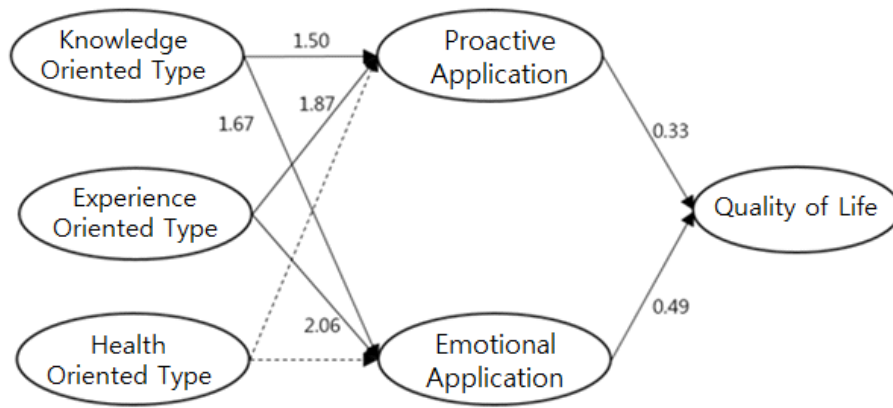 Knowledge
Oriented Type
1.50
Proactive
Application
1.87
1.67
0.33
Experience
Oriented Type
Quality of Life
2.06
0.49
Health
Oriented Type
Emotional
Application